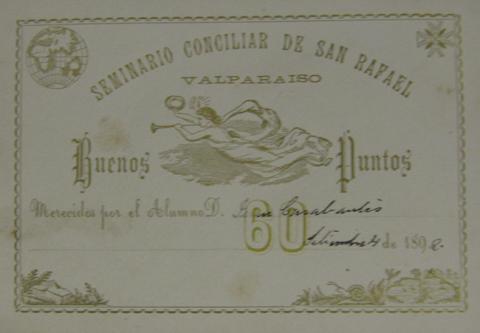 SEMINARIO CONCILIAR DE SAN RAFAEL
VALPARAISO
Buenos Puntos
Merecidos por el Alumno D.
60
de 189